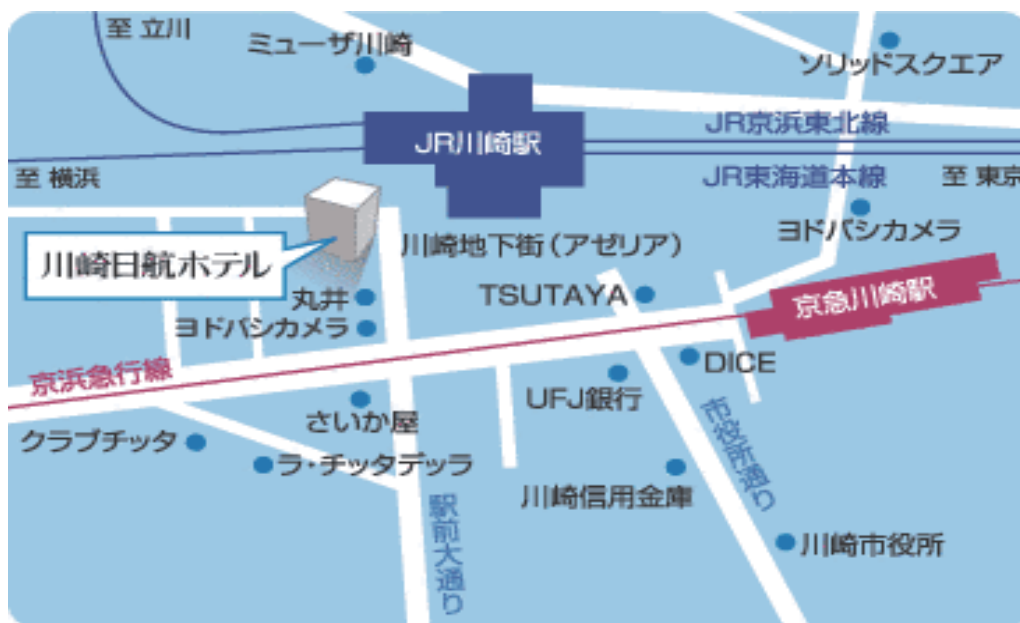 至 立川
ミューザ川崎
ソリッドスクエア
JR川崎駅
JR京浜東北線
JR東海道本線
至 横浜
至 東京
ヨドバシカメラ
川崎地下街(アゼリア)
川崎日航ホテル
丸井
TSUTAYA
京急川崎駅
ヨドバシカメラ
京浜急行線
DICE
UFJ銀行
さいか屋
クラブチッタ
ラ・チッタデッラ
市役所通り
川崎信用金庫
駅前大通り
川崎市役所